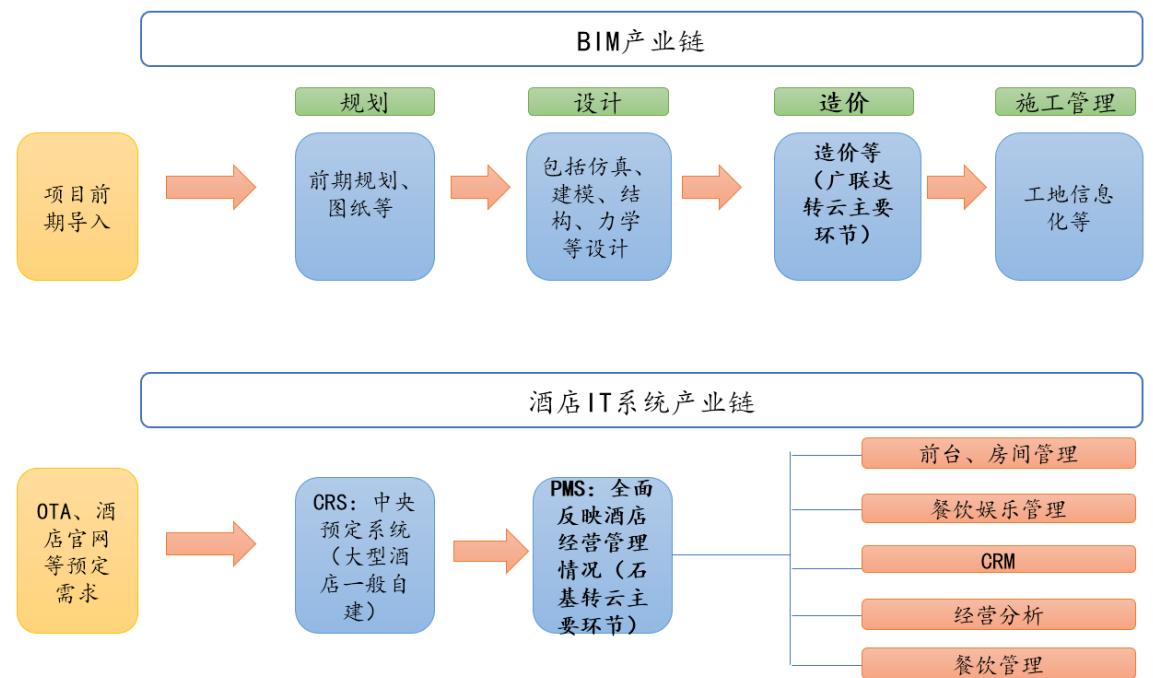 BIM产业链
规划
设计
造价
施工管理
项目前
期导入
前期规划、
图纸等
包括仿真、
建模、结
构、力学
等设计
造价等
（广联达
转云主要
环节）
工地信息
化等
酒店IT系统产业链
OTA、酒
店官网
等预定
需求
CRS：中央
预定系统
（大型酒
店一般自
建）
PMS：全面
反映酒店
经营管理
情况（石
基转云主
要环节）
前台、房间管理
餐饮娱乐管理
CRM
经营分析
餐饮管理